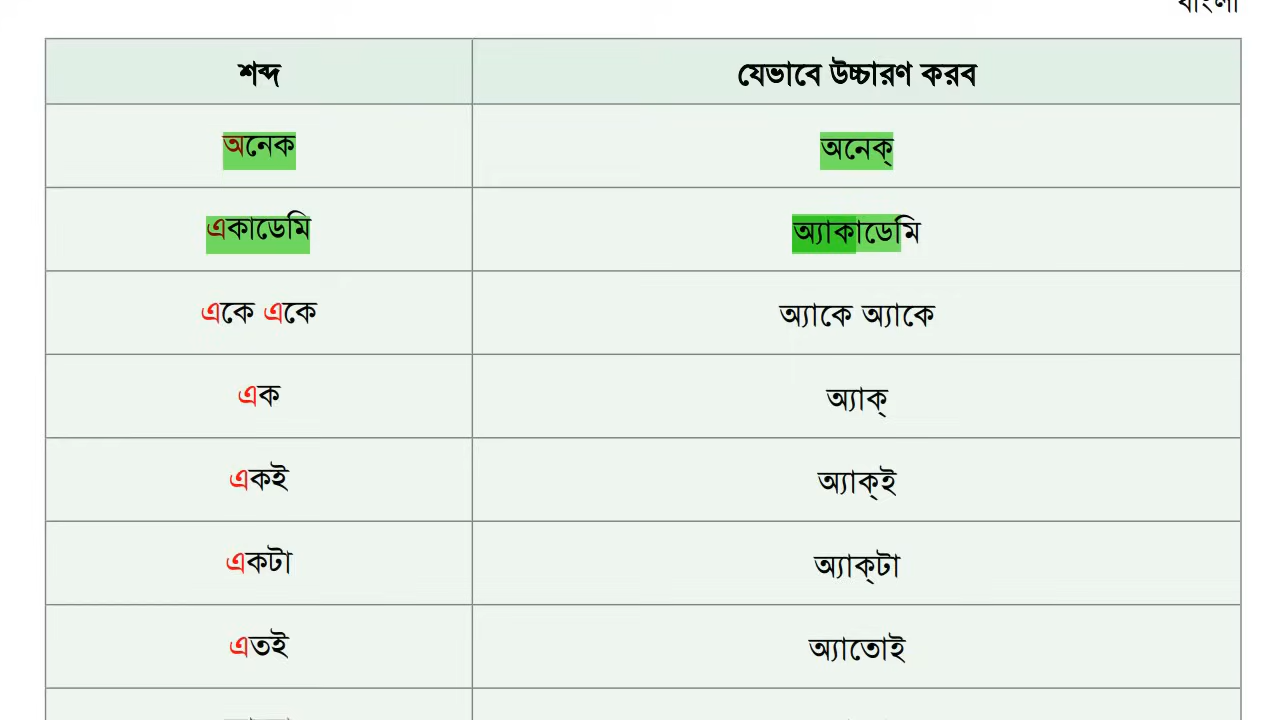 বাংলা
শব্দ যেভাবে উচ্চারণ করব
অনেক অনেক্
একাডেমি অ্যাকাডেমি
একে একে অ্যাকে অ্যাকে
এক অ্যাক্
একই অ্যাক্ই
একটা অ্যাক্টা
এতই অ্যাতোই